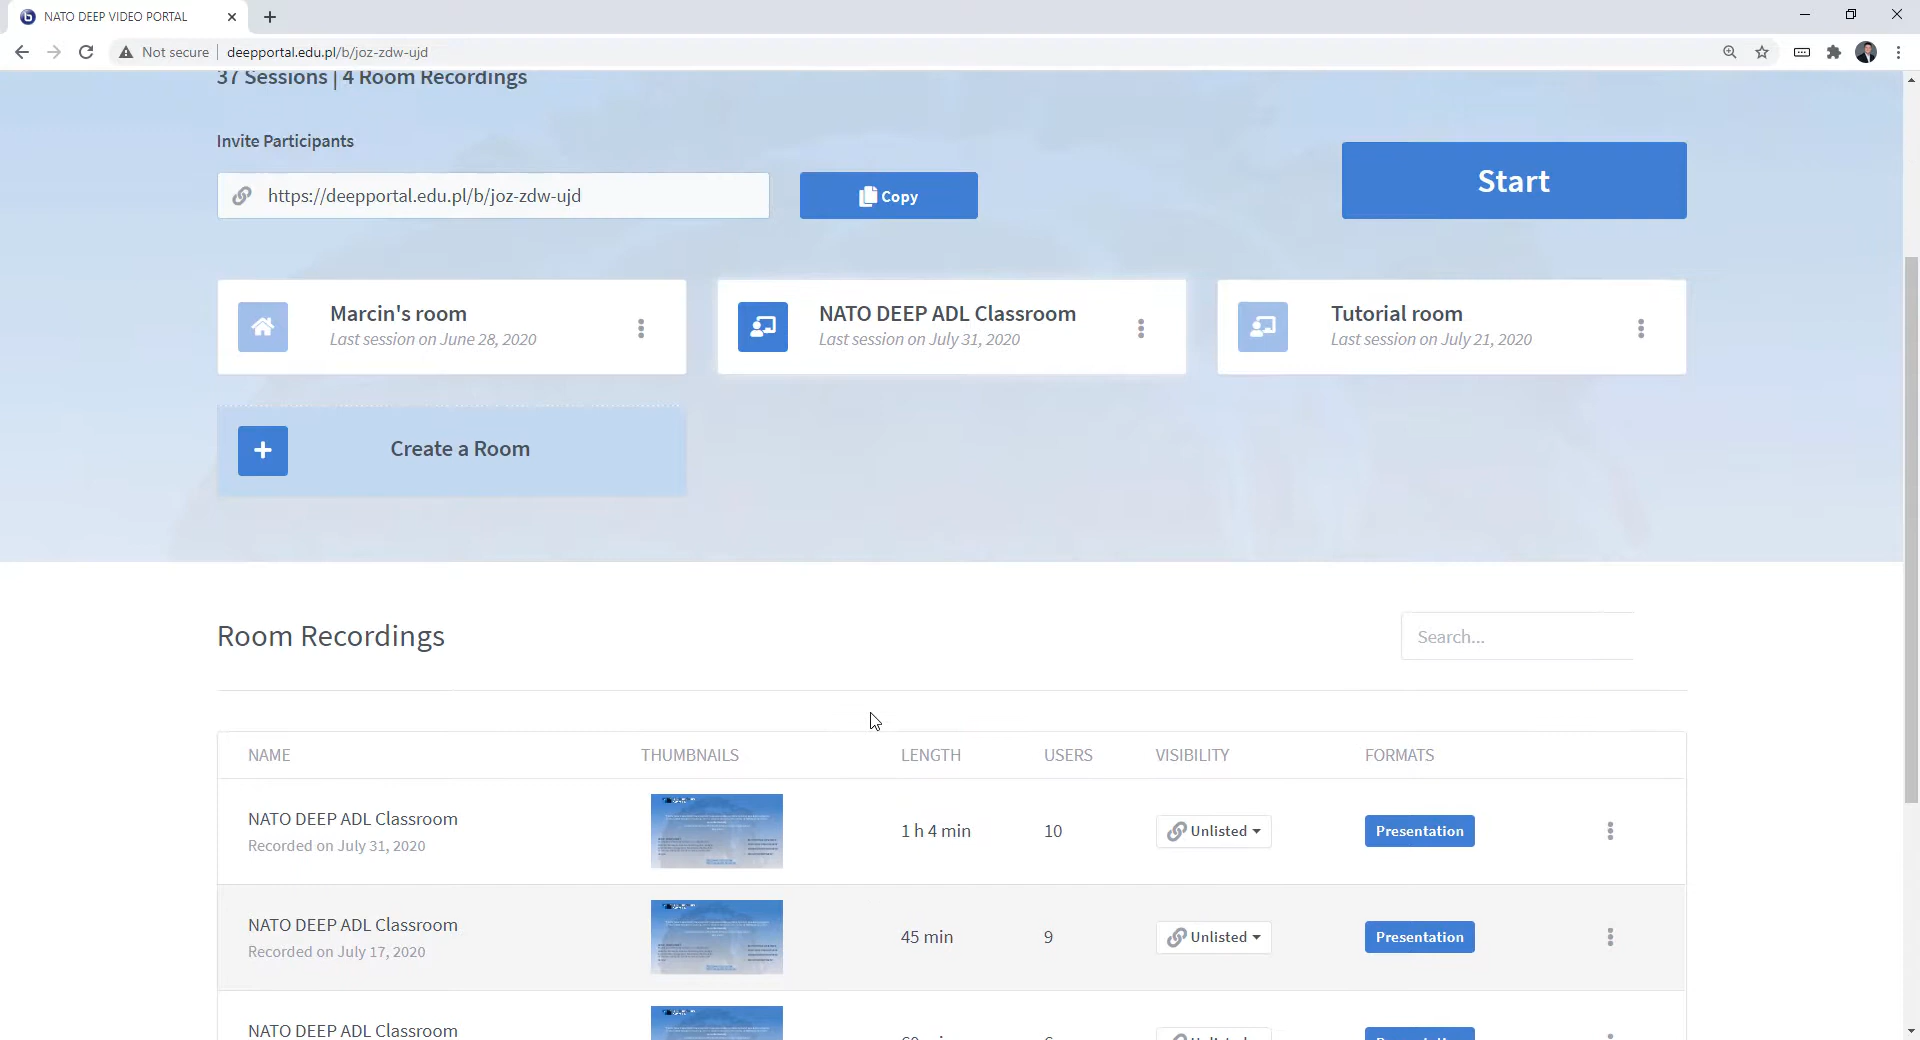 NATO DEEP VIDEO PORTAL
Not secure
deepportal.edu.pl/b/joz-zdw-ujd
37 Sessions | 4 Room Recordings
Invite Participants
https://deepportal.edu.pl/b/joz-zdw-ujd
Copy
Start
Marcin's room
Last session on June 28, 2020
NATO DEEP ADL Classroom
Last session on July 31, 2020
Tutorial room
Last session on July 21, 2020
Create a Room
Room Recordings
Search...
NAME THUMBNAILS LENGTH USERS VISIBILITY FORMATS
NATO DEEP ADL Classroom
Recorded on July 31, 2020
1 h 4 min 10 Unlisted Presentation
NATO DEEP ADL Classroom
Recorded on July 17, 2020
45 min 9 Unlisted Presentation
NATO DEEP ADL Classroom